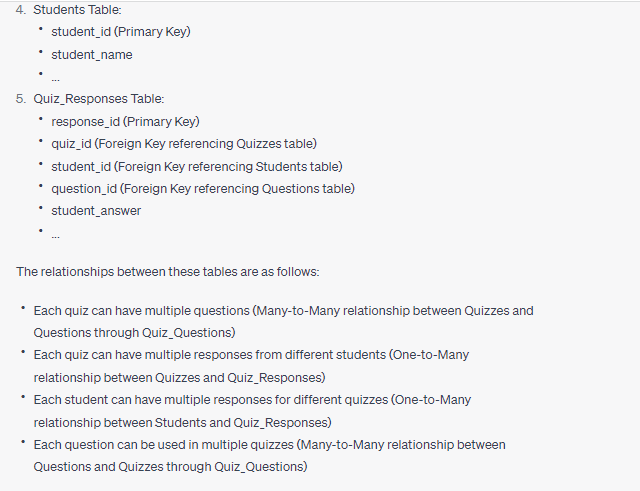 4. Students Table:
• student_id (Primary Key)
• student_name
• ...
5. Quiz_Responses Table:
• response_id (Primary Key)
• quiz_id (Foreign Key referencing Quizzes table)
• student_id (Foreign Key referencing Students table)
• question_id (Foreign Key referencing Questions table)
• student_answer
• ...
The relationships between these tables are as follows:
• Each quiz can have multiple questions (Many-to-Many relationship between Quizzes and
Questions through Quiz_Questions)
• Each quiz can have multiple responses from different students (One-to-Many
relationship between Quizzes and Quiz_Responses)
• Each student can have multiple responses for different quizzes (One-to-Many
relationship between Students and Quiz_Responses)
• Each question can be used in multiple quizzes (Many-to-Many relationship between
Questions and Quizzes through Quiz_Questions)